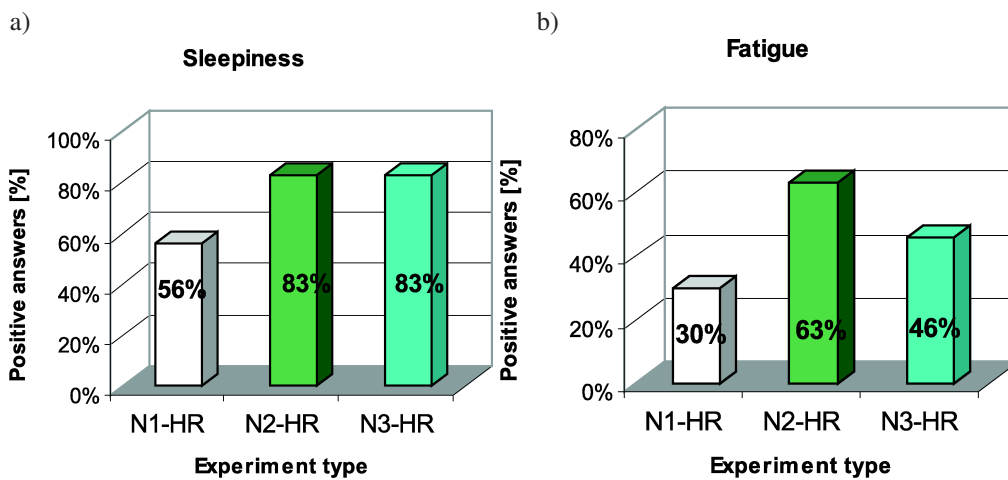 a)
Sleepiness
Positive answers [%]
100%
80%
60%
40%
20%
0%
56%
83%
83%
N1-HR
N2-HR
N3-HR
Experiment type
b)
Fatigue
Positive answers [%]
80%
60%
40%
20%
0%
30%
63%
46%
N1-HR
N2-HR
N3-HR
Experiment type